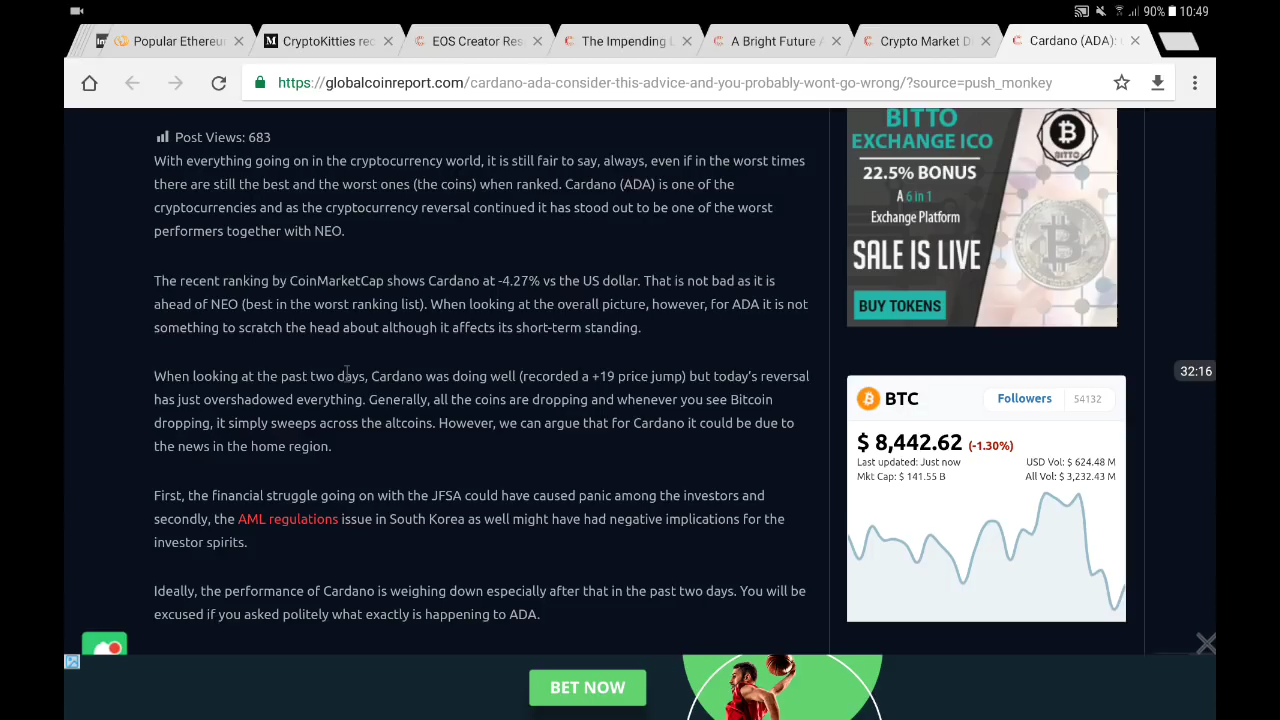 90% 10:49
Popular Ethereu
CryptoKitties rec
EOS Creator Res
The Impending L
A Bright Future A
Crypto Market D
Cardano (ADA): C
https://globalcoinreport.com/cardano-ada-consider-this-advice-and-you-probably-wont-go-wrong/?source=push_monkey
Post Views: 683
With everything going on in the cryptocurrency world, it is still fair to say, always, even if in the worst times
there are still the best and the worst ones (the coins) when ranked. Cardano (ADA) is one of the
cryptocurrencies and as the cryptocurrency reversal continued it has stood out to be one of the worst
performers together with NEO.
The recent ranking by CoinMarketCap shows Cardano at -4.27% vs the US dollar. That is not bad as it is
ahead of NEO (best in the worst ranking list). When looking at the overall picture, however, for ADA it is not
something to scratch the head about although it affects its short-term standing.
When looking at the past two days, Cardano was doing well (recorded a +19 price jump) but today's reversal
has just overshadowed everything. Generally, all the coins are dropping and whenever you see Bitcoin
dropping, it simply sweeps across the altcoins. However, we can argue that for Cardano it could be due to
the news in the home region.
First, the financial struggle going on with the JFSA could have caused panic among the investors and
secondly, the AML regulations issue in South Korea as well might have had negative implications for the
investor spirits.
Ideally, the performance of Cardano is weighing down especially after that in the past two days. You will be
excused if you asked politely what exactly is happening to ADA.
BITTO
EXCHANGE ICO
22.5% BONUS
A 6 in 1
Exchange Platform
SALE IS LIVE
BUY TOKENS
BITTO
32:16
BTC
Followers 54132
$ 8,442.62 (-1.30%)
Last updated: Just now USD Vol: $ 624.48 M
Mkt Cap: $ 141.55 B All Vol: $ 3,232.43 M
BET NOW